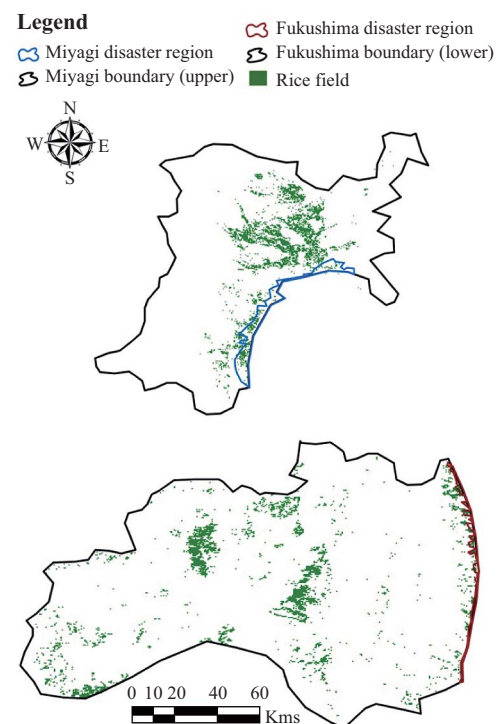 Legend
Miyagi disaster region
Fukushima disaster region
Miyagi boundary (upper)
Fukushima boundary (lower)
Rice field
N
W E
S
0 10 20 40 60
Kms